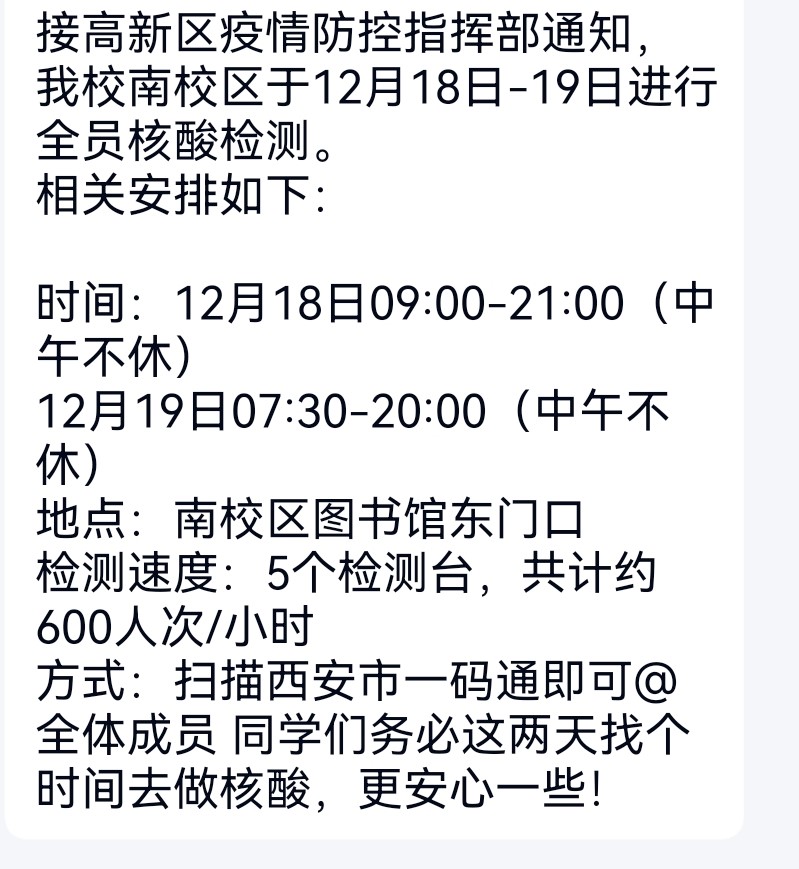 接高新区疫情防控指挥部通知，
我校南校区于12月18日-19日进行
全员核酸检测。
相关安排如下：
时间：12月18日09:00-21:00（中
午不休）
12月19日07:30-20:00（中午不
休）
地点：南校区图书馆东门口
检测速度：5个检测台，共计约
600人次/小时
方式：扫描西安市一码通即可@
全体成员 同学们务必这两天找个
时间去做核酸，更安心一些！